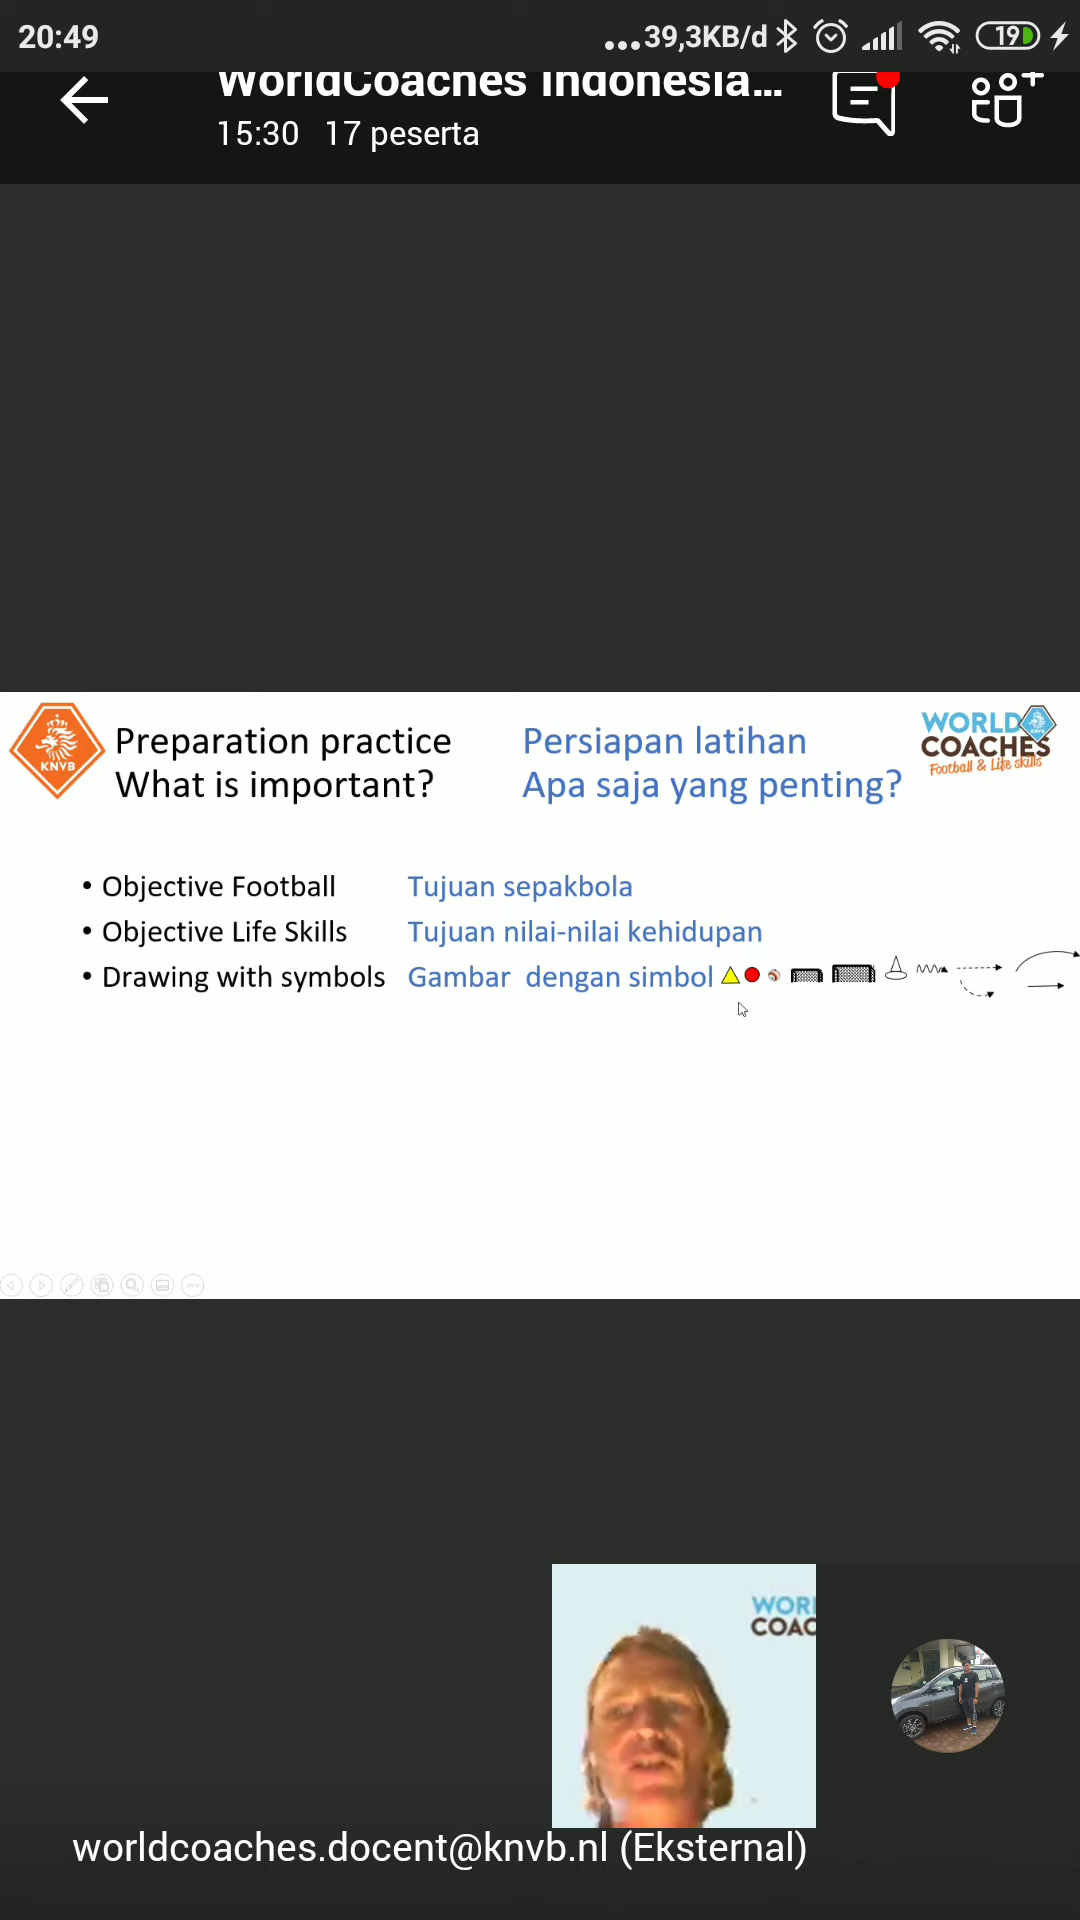 20:49
...39,3KB/d
19
WorldCoaches Indonesia...
15:30 17 peserta
KNVB
Preparation practice Persiapan latihan
What is important? Apa saja yang penting?
WORLD
COACHES
Football & Life skills
• Objective Football Tujuan sepakbola
• Objective Life Skills Tujuan nilai-nilai kehidupan
• Drawing with symbols Gambar dengan simbol
WORL
COAC
worldcoaches.docent@knvb.nl (Eksternal)